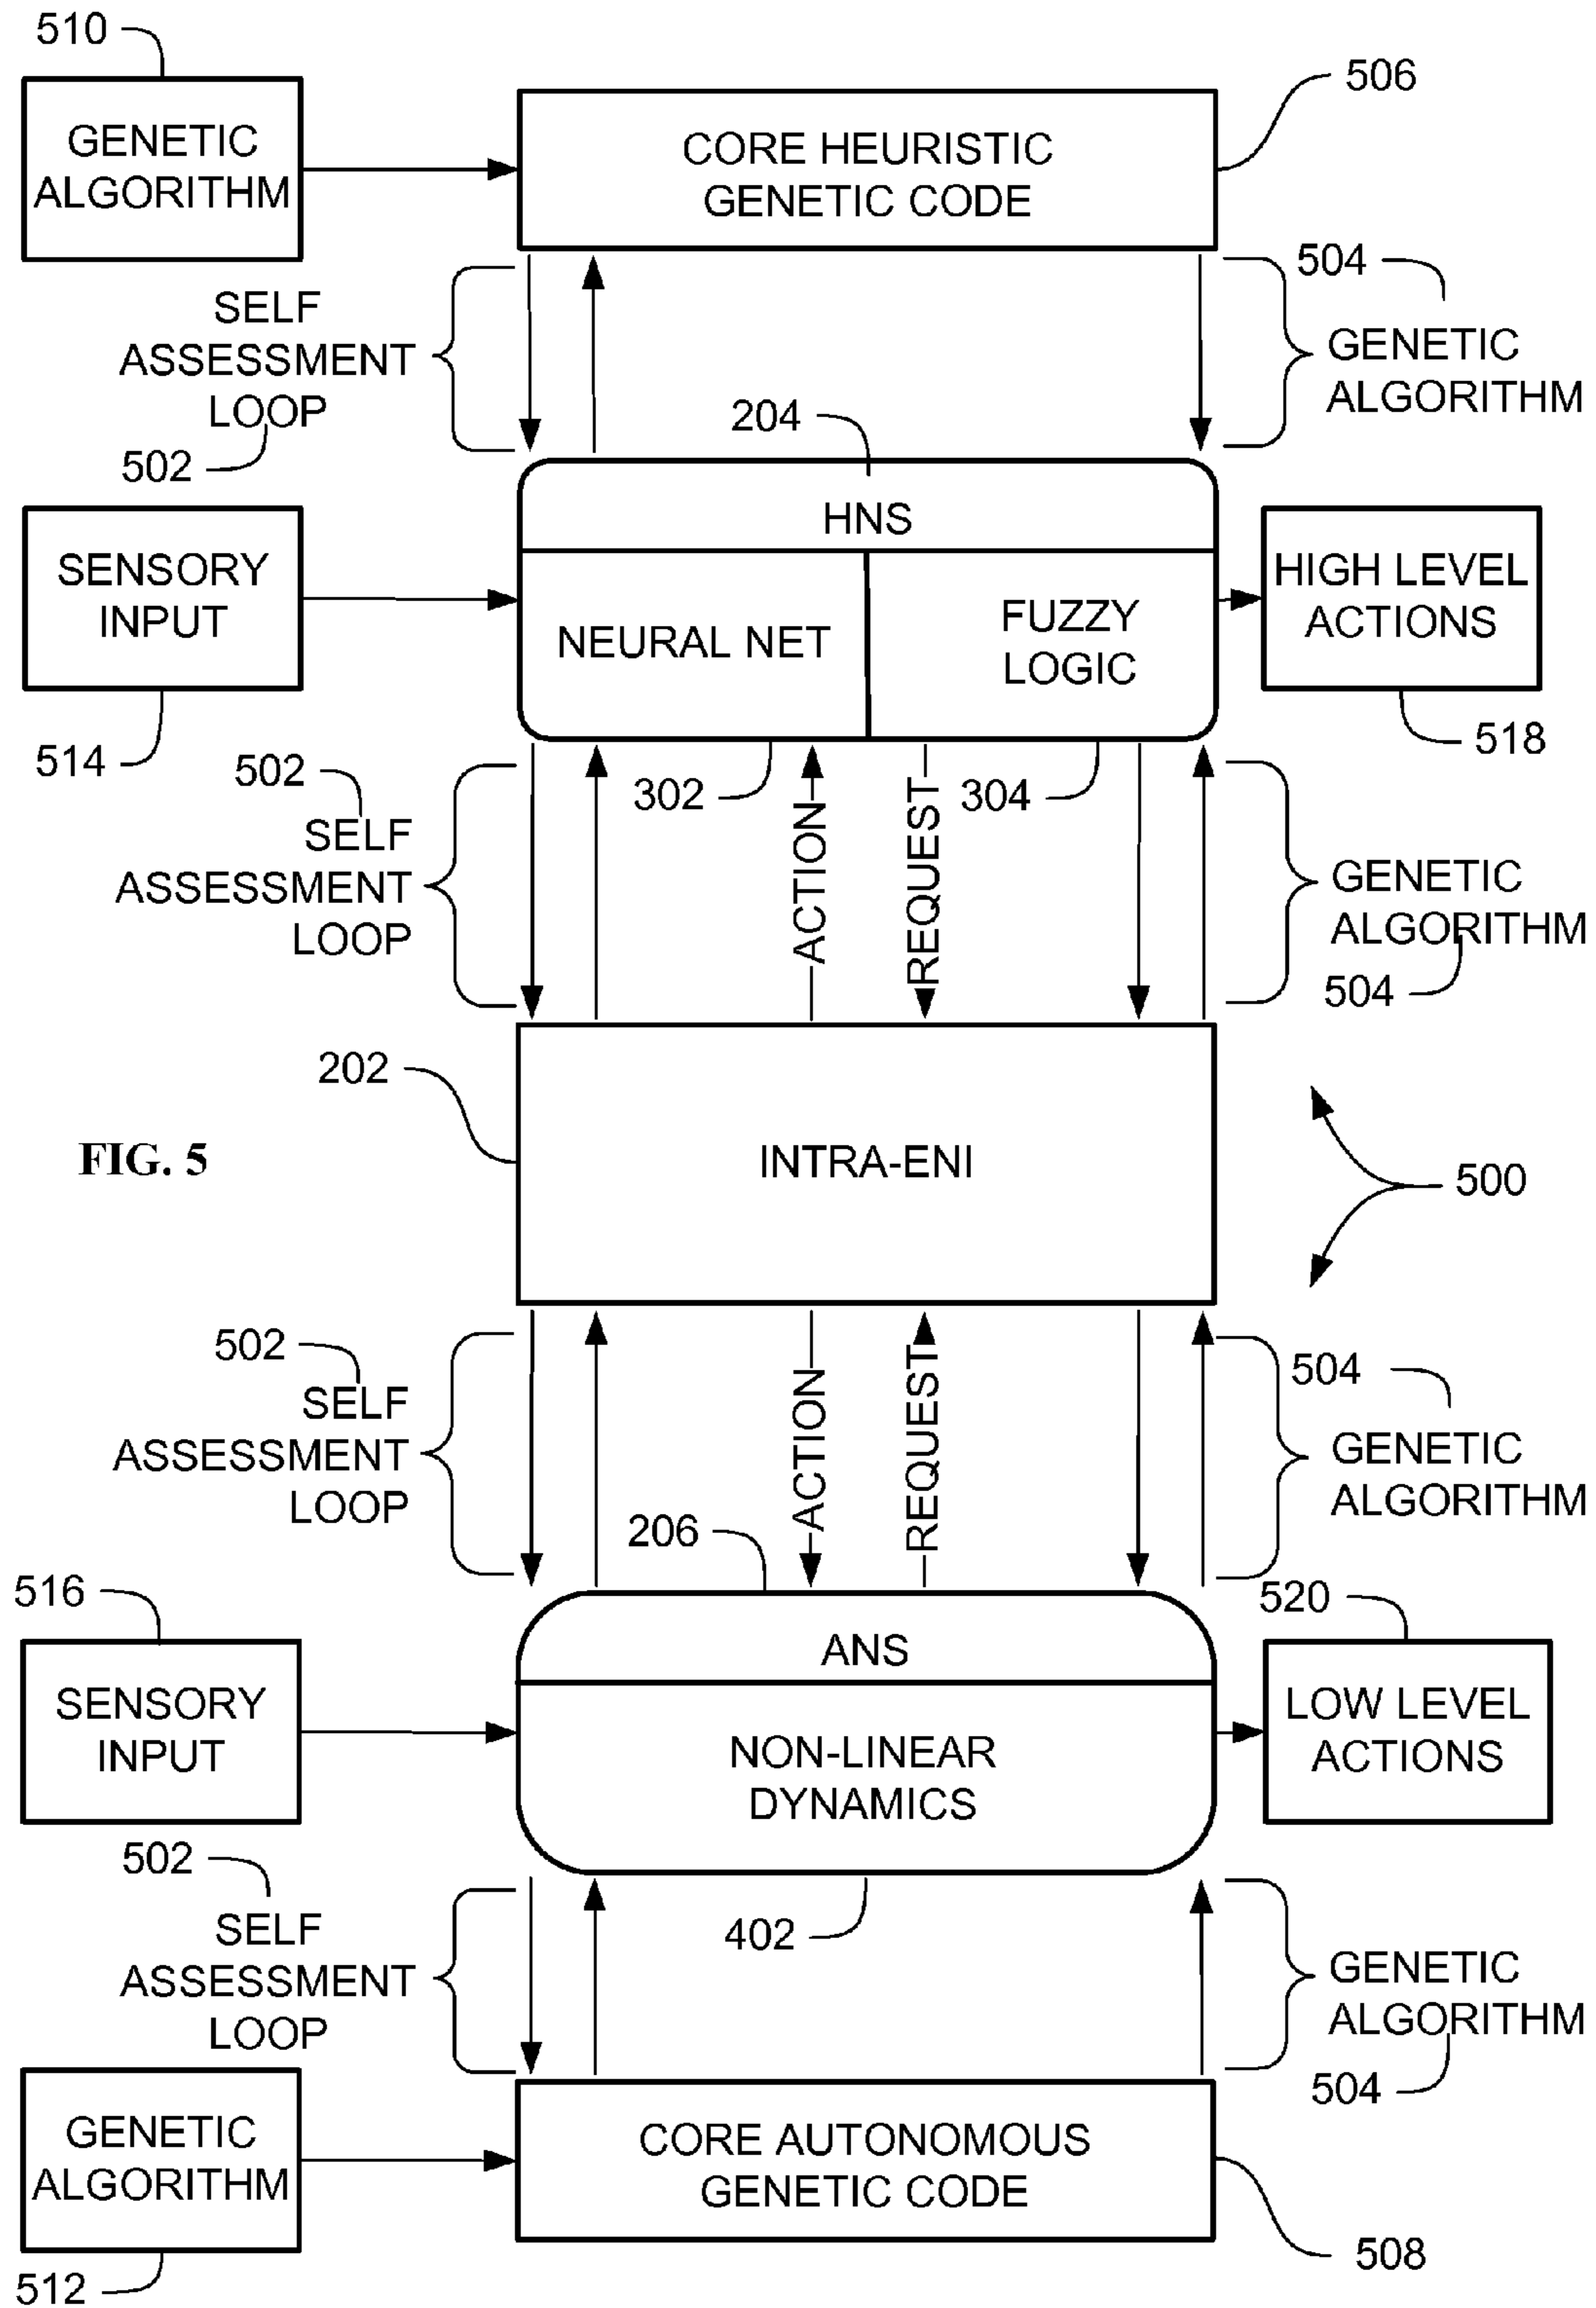 510
GENETIC
ALGORITHM
CORE HEURISTIC
GENETIC CODE
506
SELF
ASSESSMENT
LOOP
502
504
GENETIC
ALGORITHM
204
HNS
NEURAL NET
FUZZY
LOGIC
SENSORY
INPUT
514
HIGH LEVEL
ACTIONS
518
502
SELF
ASSESSMENT
LOOP
302
ACTION
REQUEST
304
GENETIC
ALGORITHM
504
202
INTRA-ENI
FIG. 5
500
502
SELF
ASSESSMENT
LOOP
ACTION
REQUEST
504
GENETIC
ALGORITHM
206
516
SENSORY
INPUT
ANS
NON-LINEAR
DYNAMICS
520
LOW LEVEL
ACTIONS
502
SELF
ASSESSMENT
LOOP
402
GENETIC
ALGORITHM
504
GENETIC
ALGORITHM
512
CORE AUTONOMOUS
GENETIC CODE
508